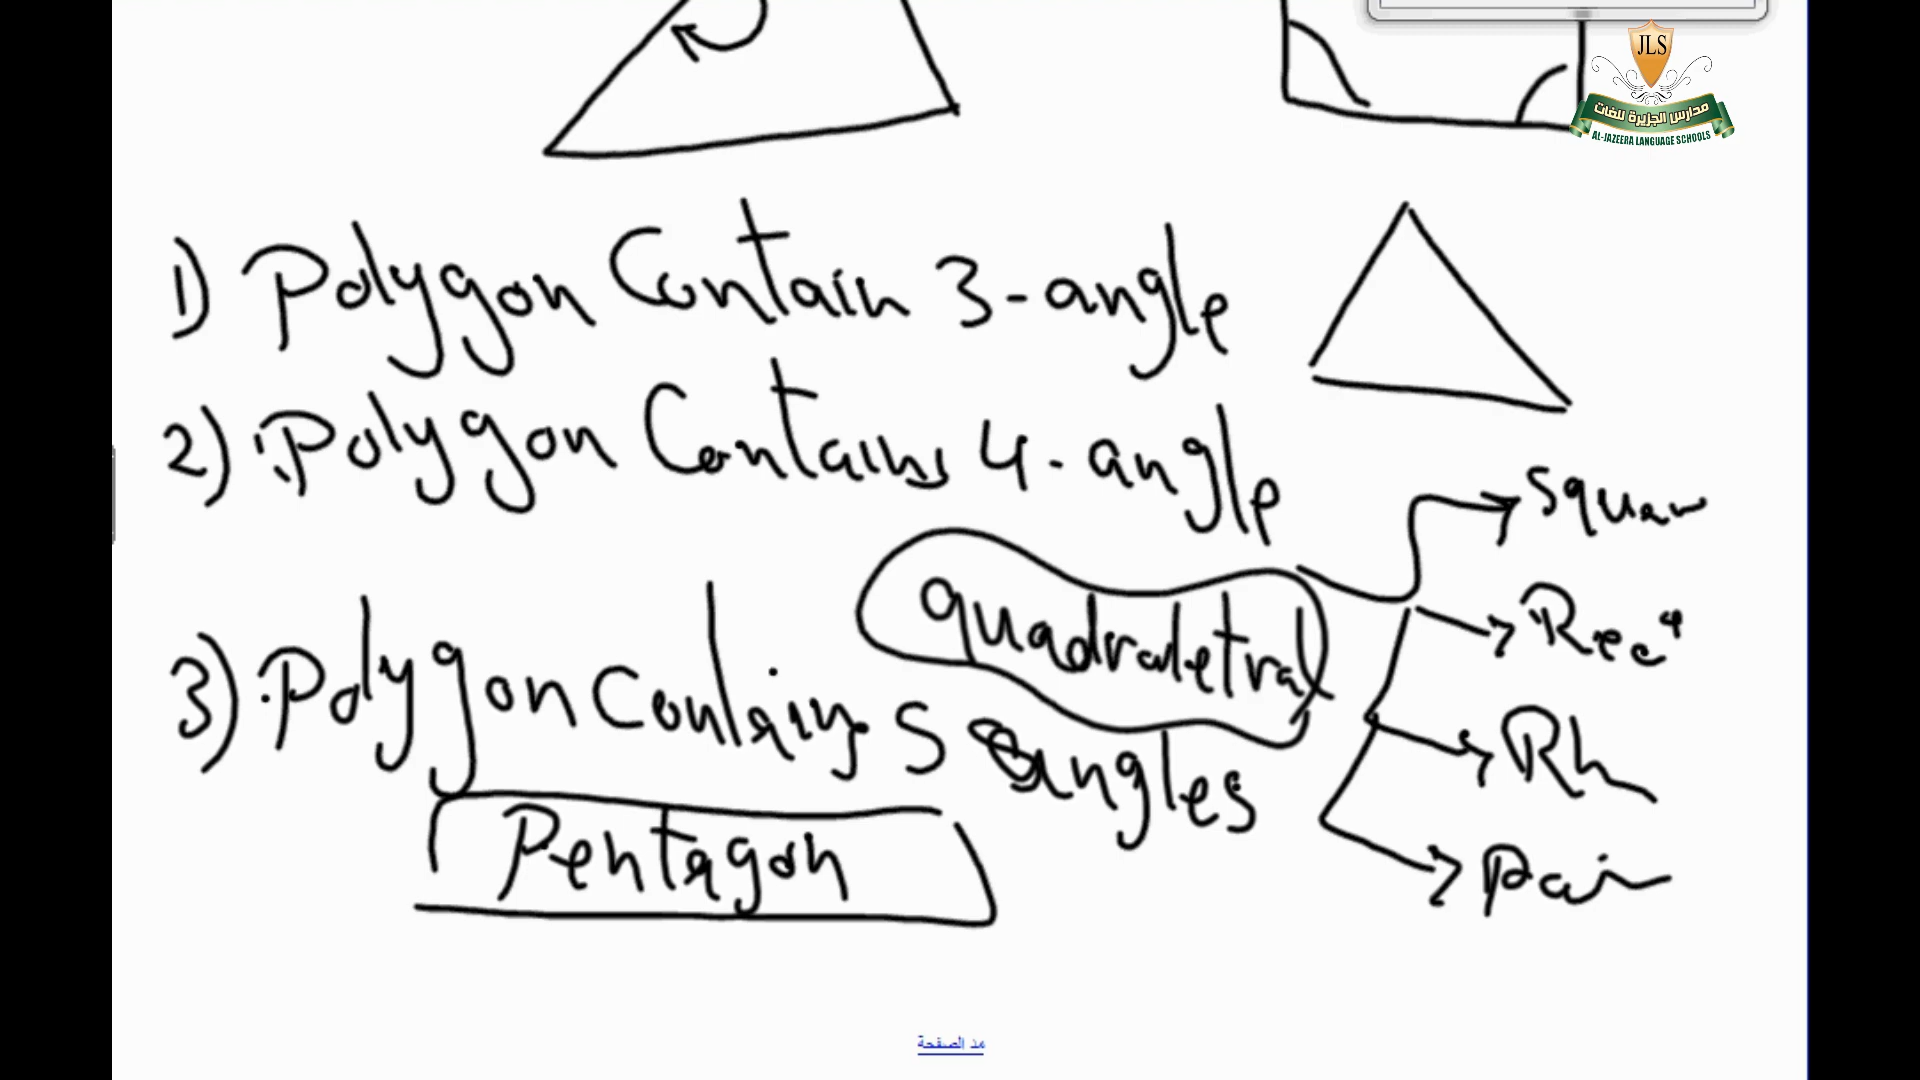 JLS
مدارس الجزيرة للغات
AL-JAZEERA LANGUAGE SCHOOLS
1) Polygon Contain 3-angle
2) Polygon Contains 4-angle
quadraletral
Squar
Rec
Rh
Par
3) Polygon Contains 5 angles
Pentagon
مد الصفحة